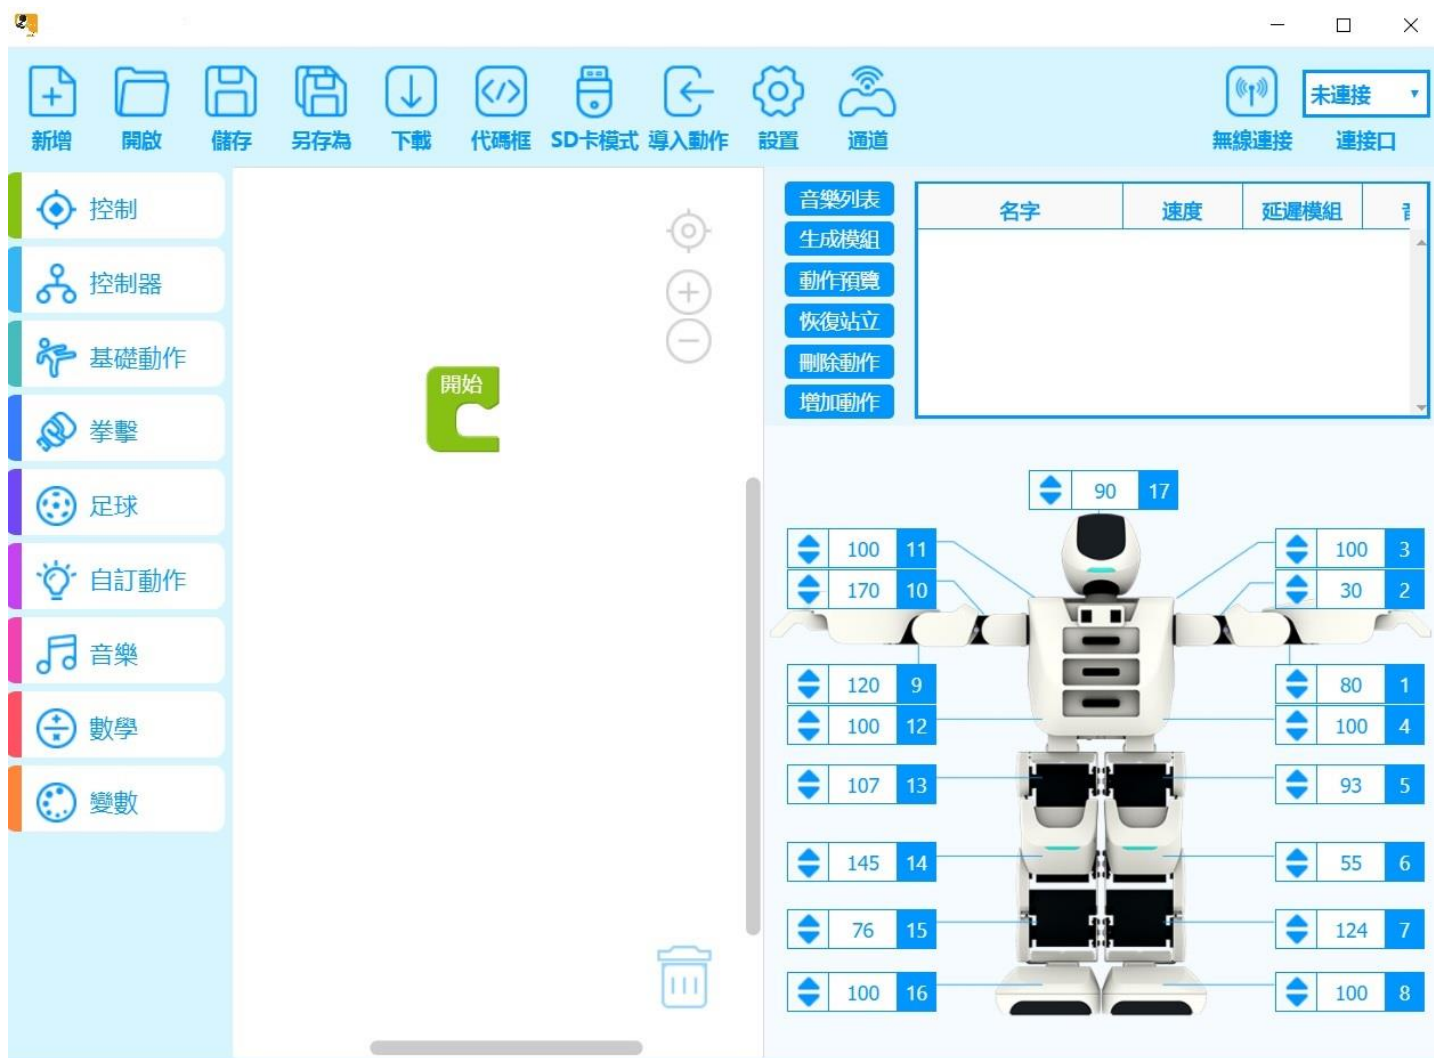 新增 開啟 儲存 另存為 下載 代碼框 SD卡模式 導入動作 設置 通道 無線連接 連接口
未連接
控制
控制器
基礎動作
拳擊
足球
自訂動作
音樂
數學
變數
開始
音樂列表
生成模組
動作預覽
恢復站立
刪除動作
增加動作
名字 速度 延遲模組
90 17
100 11
170 10
120 9
100 12
107 13
145 14
76 15
100 16
100 3
30 2
80 1
100 4
93 5
55 6
124 7
100 8